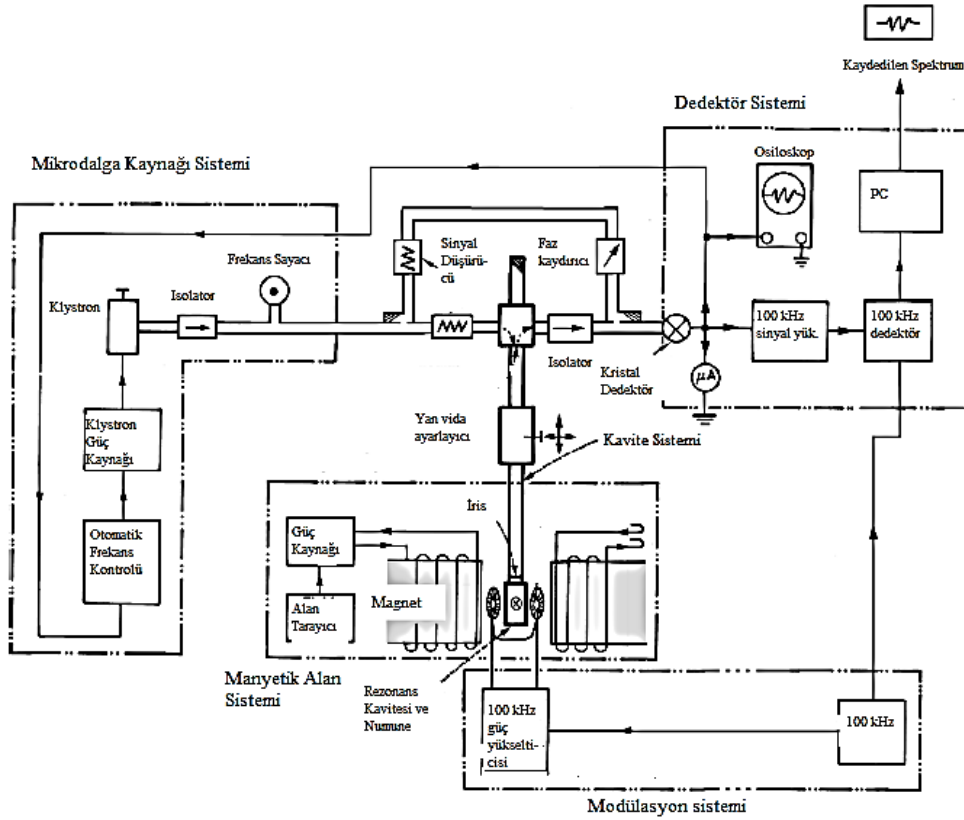 Kaydedilen Spektrum
Dedektör Sistemi
Mikrodalga Kaynağı Sistemi
Osiloskop
PC
Frekans Sayacı
Sinyal
Düşürü-
cü
Faz
kaydırıcı
Klystron
Isolator
Isolator
100 kHz
sinyal yük.
100 kHz
dedektör
Kristal
Dedektör
µA
Klystron
Güç
Kaynağı
Yan vida
ayarlayıcı
Kavite Sistemi
Otomatik
Frekans
Kontrolü
İris
Güç
Kaynağı
Magnet
Alan
Tarayıcı
Manyetik Alan
Sistemi
Rezonans
Kavitesi ve
Numune
100 kHz
güç
yükselti-
cisi
100 kHz
Modülasyon sistemi